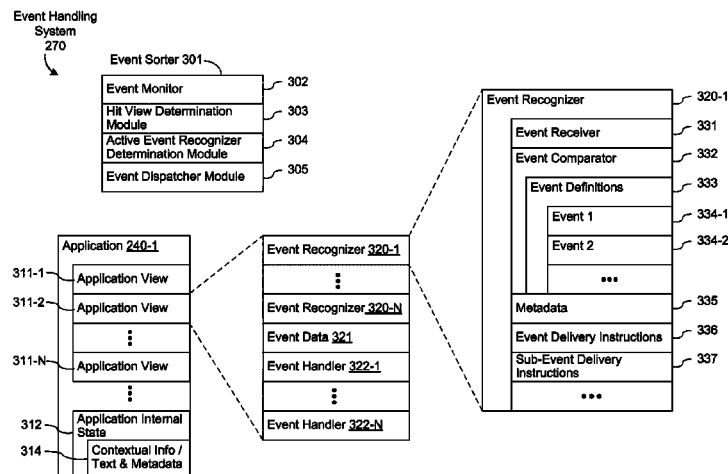 Event Handling
System
270
Event Sorter 301
Event Monitor
302
Hit View Determination
Module
303
Active Event Recognizer
Determination Module
304
Event Dispatcher Module
305
Application 240-1
311-1
Application View
311-2
Application View
311-N
Application View
312
Application Internal
State
314
Contextual Info /
Text & Metadata
Event Recognizer 320-1
Event Recognizer 320-N
Event Data 321
Event Handler 322-1
Event Handler 322-N
Event Recognizer
320-1
Event Receiver
331
Event Comparator
332
Event Definitions
333
Event 1
334-1
Event 2
334-2
Metadata
335
Event Delivery Instructions
336
Sub-Event Delivery
Instructions
337